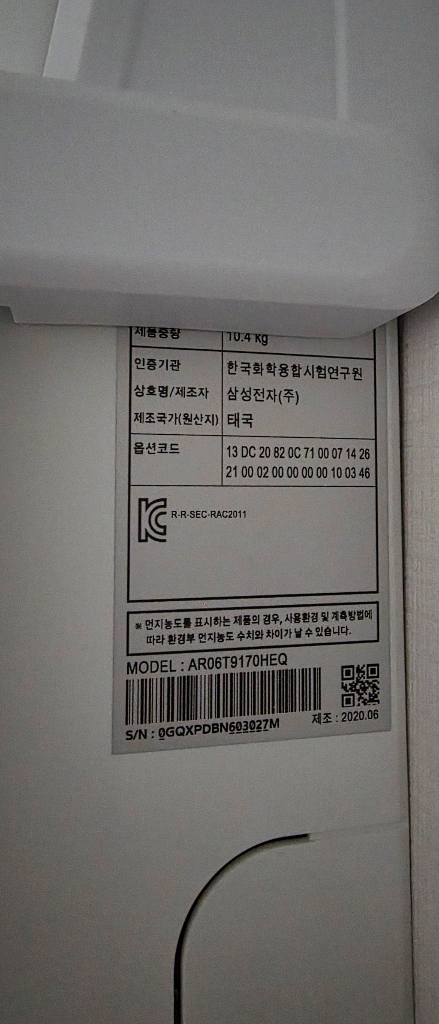 제품중량 10.4 kg
인증기관 한국화학융합시험연구원
상호명/제조자 삼성전자(주)
제조국가(원산지) 태국
옵션코드 13 DC 20 82 0C 71 00 07 14 26
21 00 02 00 00 00 00 10 03 46
R-R-SEC-RAC2011
※ 먼지농도를 표시하는 제품의 경우, 사용환경 및 계측방법에
따라 환경부 먼지농도 수치와 차이가 날 수 있습니다.
MODEL : AR06T9170HEQ
제조 : 2020.06
S/N : 0GQXPDBN603027M